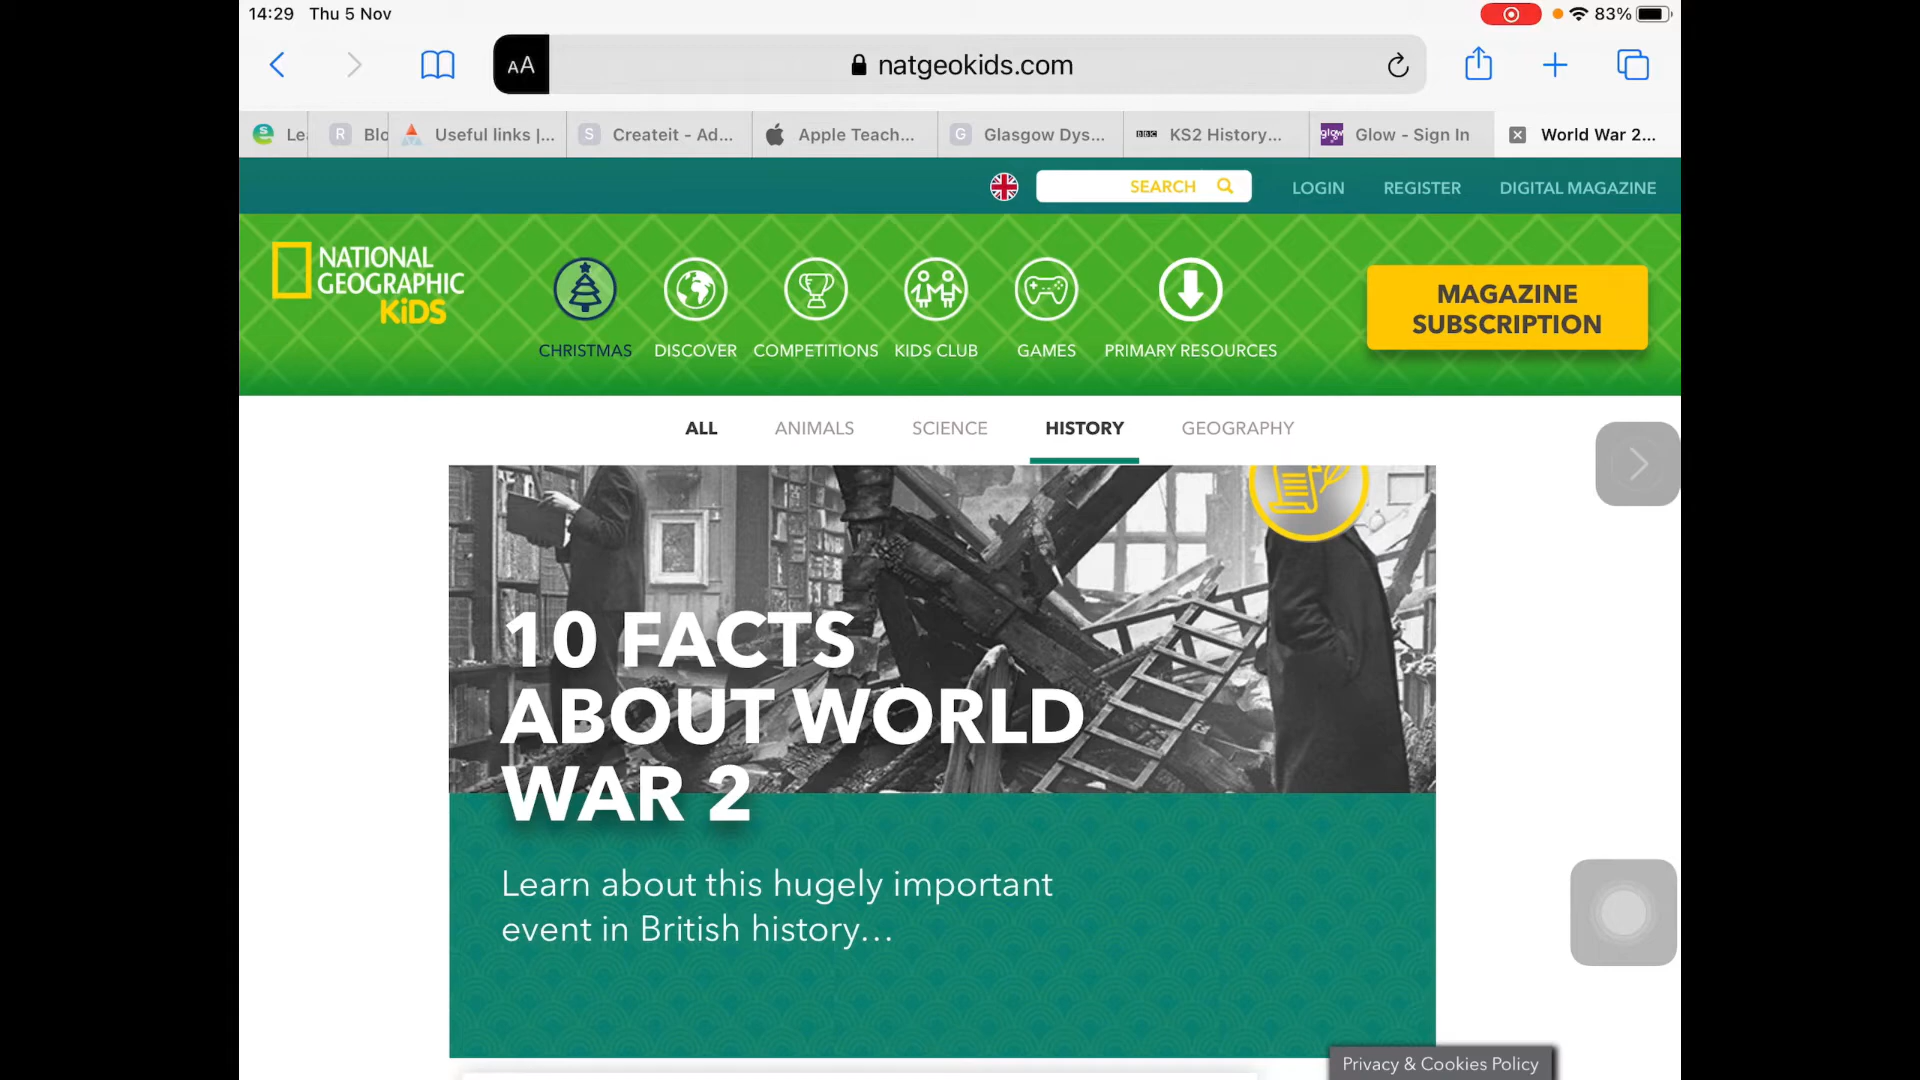 14:29 Thu 5 Nov 83%
AA natgeokids.com
S Le
R Blo
Useful links |...
S Createit - Ad...
Apple Teach...
G Glasgow Dys...
BBC KS2 History...
glow Glow - Sign In
World War 2...
SEARCH LOGIN REGISTER DIGITAL MAGAZINE
NATIONAL
GEOGRAPHIC
KiDS
CHRISTMAS DISCOVER COMPETITIONS KIDS CLUB GAMES PRIMARY RESOURCES
MAGAZINE
SUBSCRIPTION
ALL ANIMALS SCIENCE HISTORY GEOGRAPHY
10 FACTS
ABOUT WORLD
WAR 2
Learn about this hugely important
event in British history...
Privacy & Cookies Policy